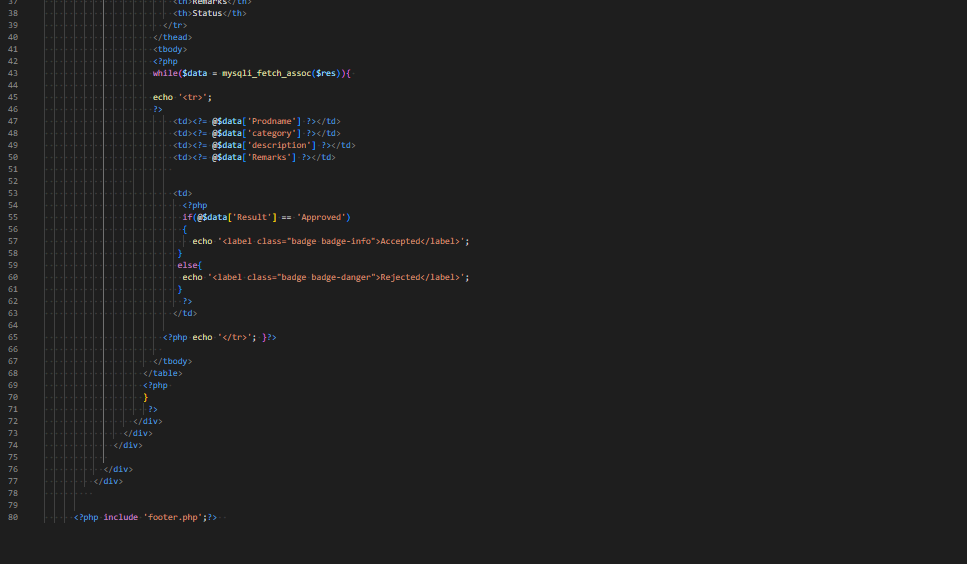 37 <th>Remarks</th>
38 <th>Status</th>
39 </tr>
40 </thead>
41 <tbody>
42 <?php
43 while($data = mysqli_fetch_assoc($res)){
44
45 echo '<tr>';
46 ?>
47 <td><?= @$data['Prodname'] ?></td>
48 <td><?= @$data['category'] ?></td>
49 <td><?= @$data['description'] ?></td>
50 <td><?= @$data['Remarks'] ?></td>
51
52
53 <td>
54 <?php
55 if(@$data['Result'] == 'Approved')
56 {
57 echo '<label class="badge badge-info">Accepted</label>';
58 }
59 else{
60 echo '<label class="badge badge-danger">Rejected</label>';
61 }
62 ?>
63 </td>
64
65 <?php echo '</tr>'; }?>
66
67 </tbody>
68 </table>
69 <?php
70 }
71 ?>
72 </div>
73 </div>
74 </div>
75
76 </div>
77 </div>
78
79
80 <?php include 'footer.php';?>